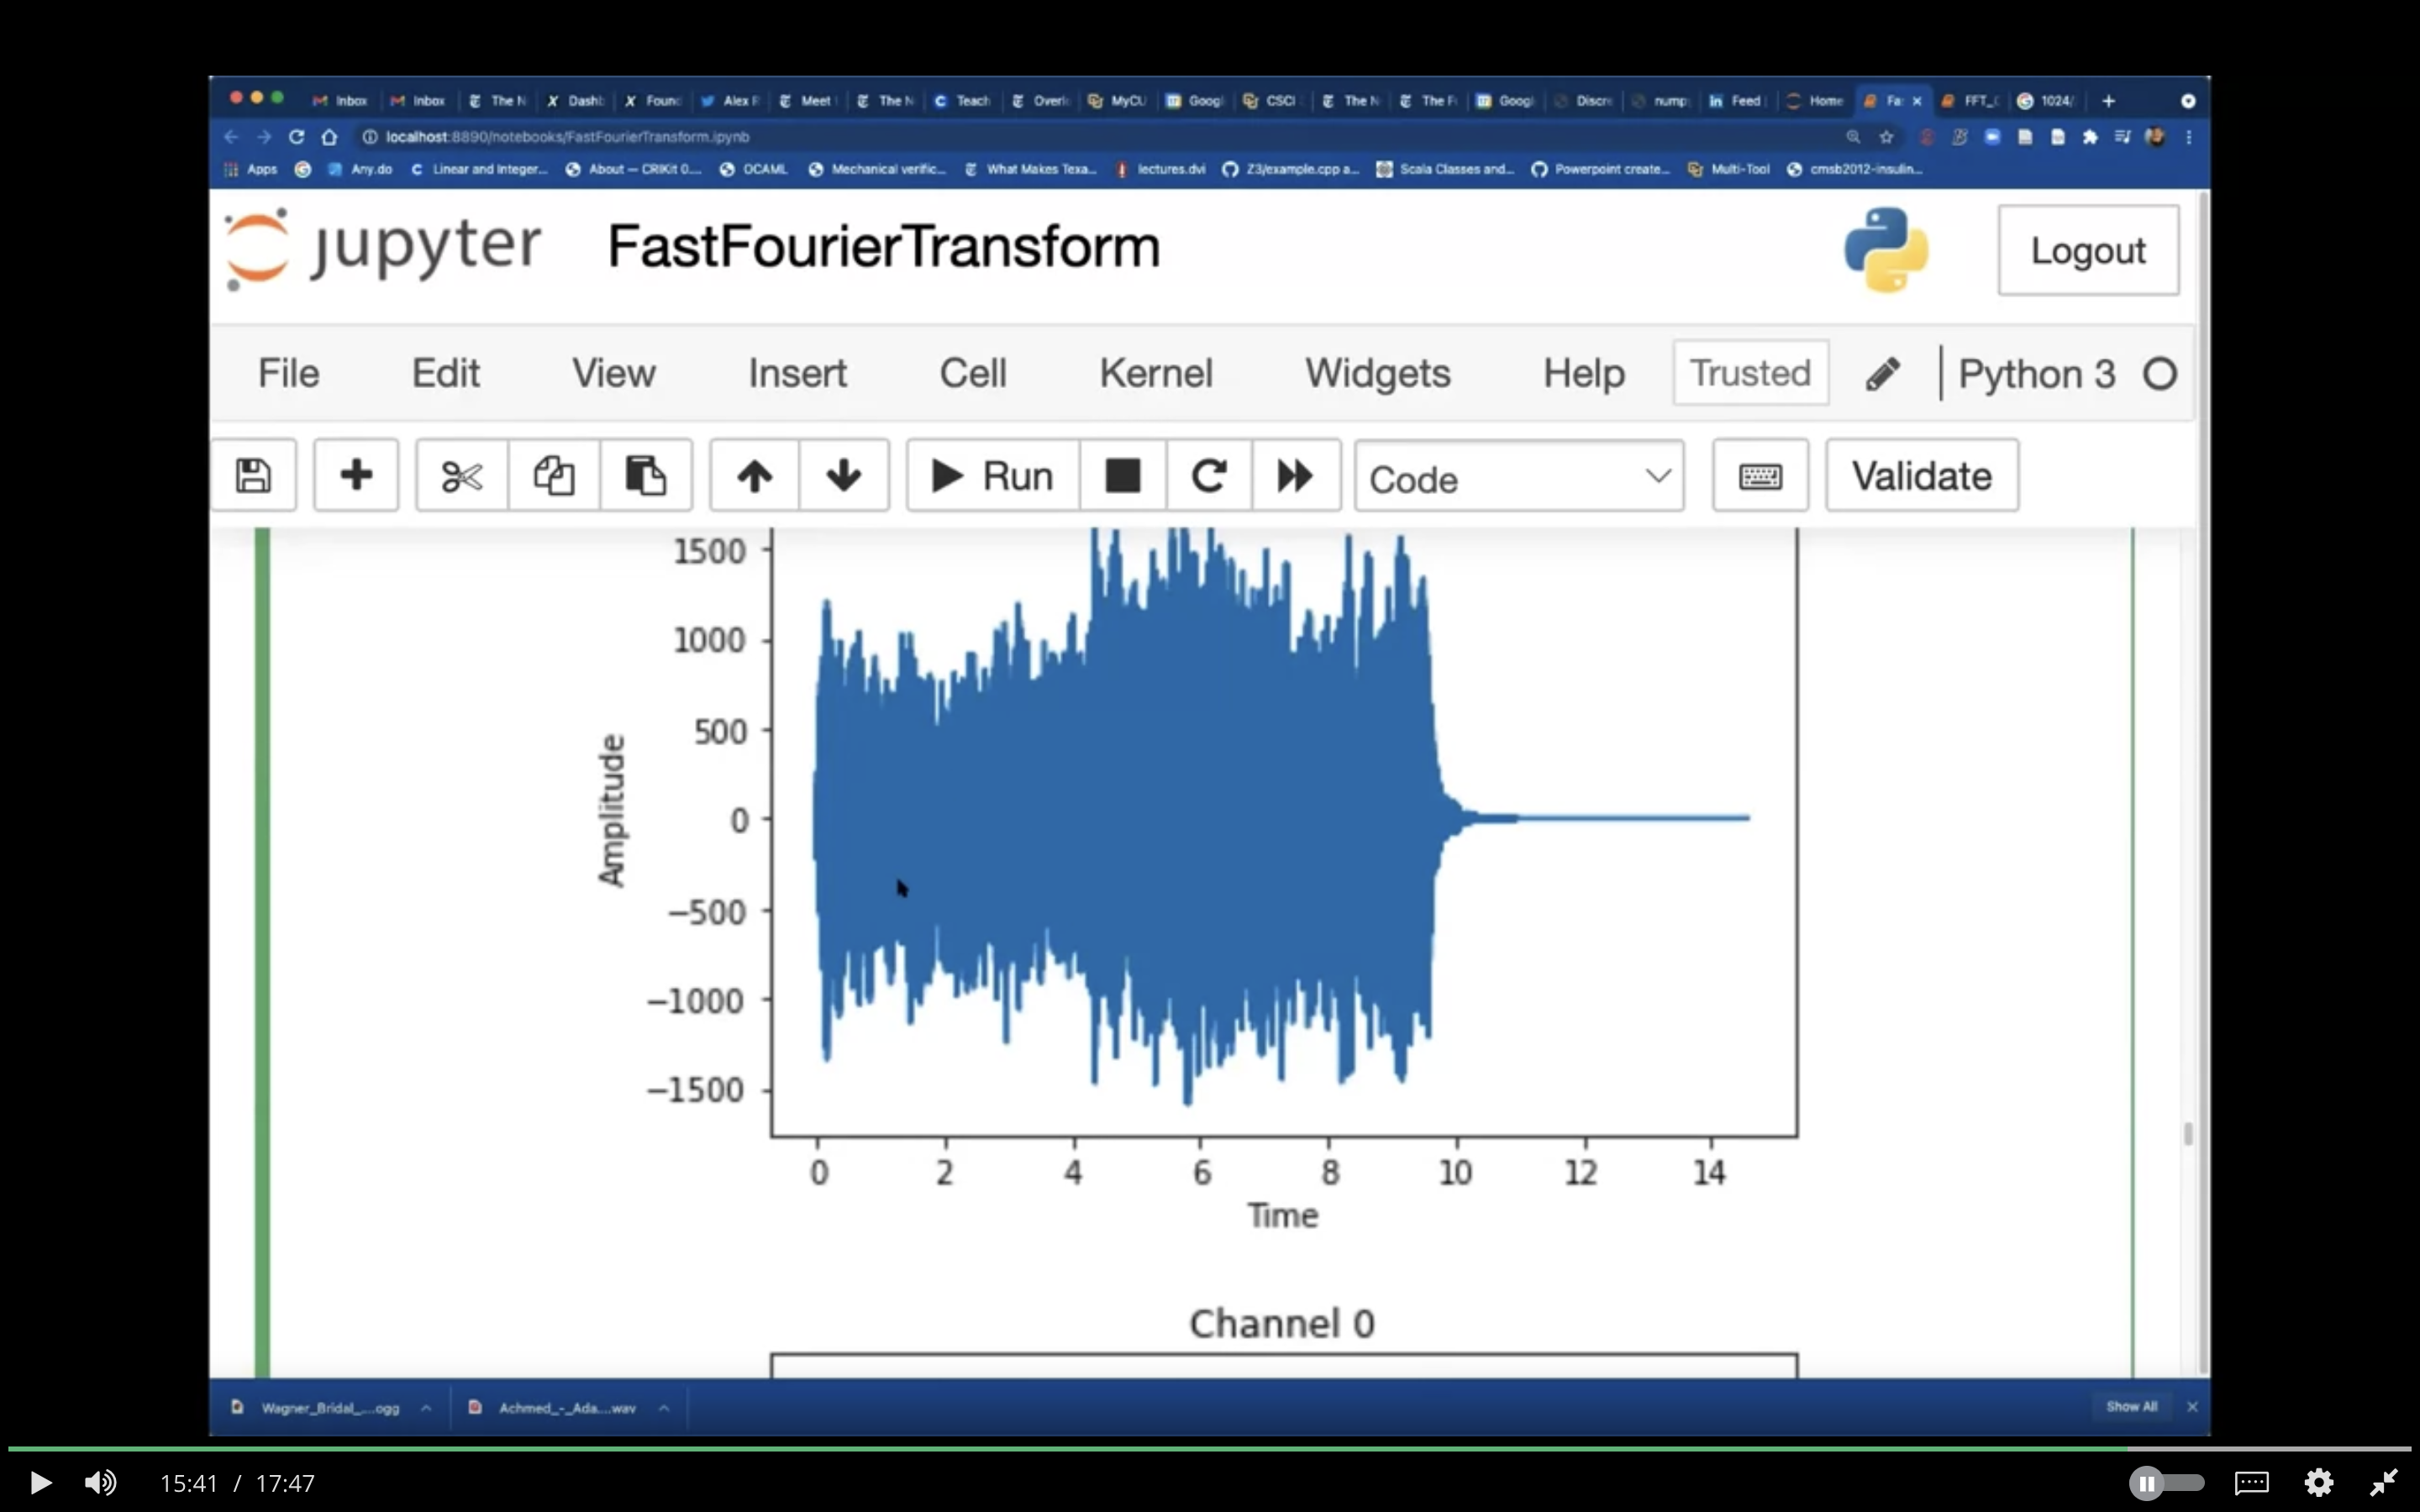 Inbox Inbox The N Dashb Found Alex F Meet The N Teach Overl MyCU Googl CSCI The N The F Googl Discre nump Feed Home Fa FFT_C 1024/
localhost:8890/notebooks/FastFourierTransform.ipynb
Apps Any.do Linear and Integer... About — CRIKit 0.... OCAML Mechanical verific... What Makes Texa... lectures.dvi Z3/example.cpp a... Scala Classes and... Powerpoint create... Multi-Tool cmsb2012-insulin...
jupyter FastFourierTransform Logout
File Edit View Insert Cell Kernel Widgets Help Trusted Python 3
Run Code Validate
1500
1000
500
0
−500
−1000
−1500
Amplitude
0 2 4 6 8 10 12 14
Time
Channel 0
Wagner_Bridal_....ogg Achmed_-_Ada....wav Show All
15:41 / 17:47